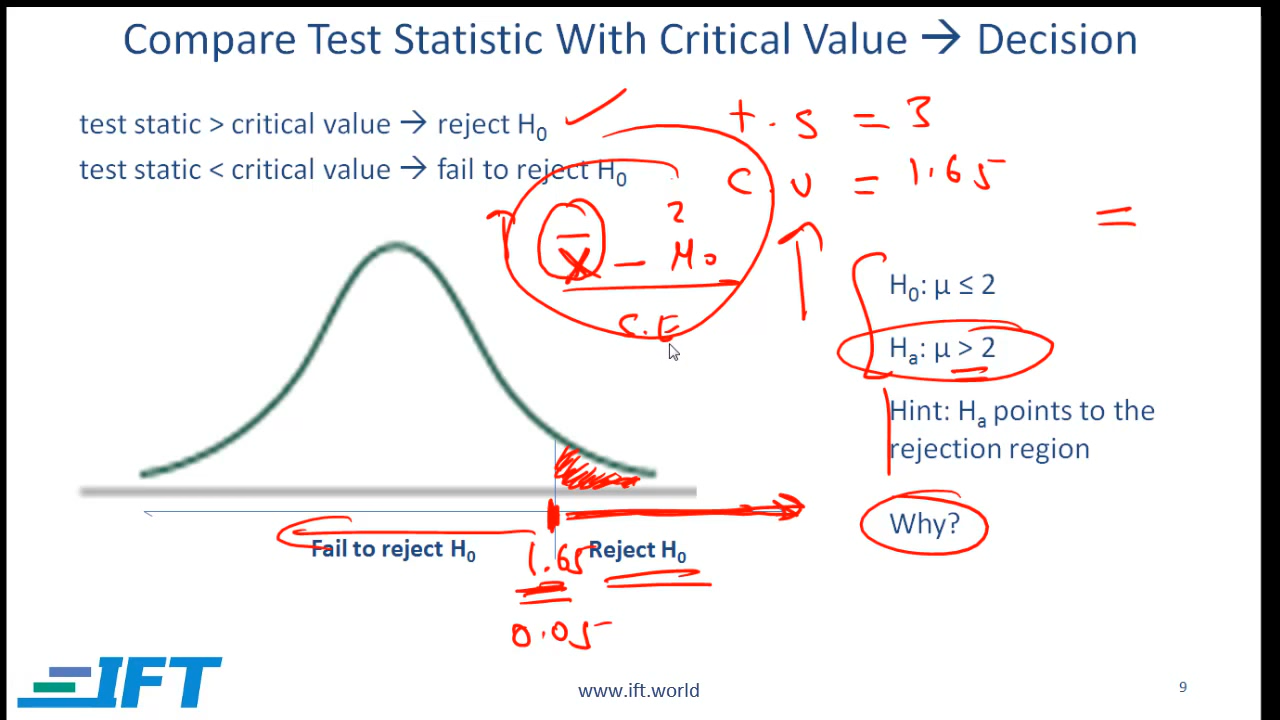 Compare Test Statistic With Critical Value → Decision
test static > critical value → reject H₀
test static < critical value → fail to reject H₀
t.s = 3
c.v = 1.65
=
2
x̄ - μ₀
H₀: μ ≤ 2
Hₐ: μ > 2
Hint: Hₐ points to the
rejection region
Why?
Fail to reject H₀
Reject H₀
1.65
0.05
IFT
www.ift.world
9